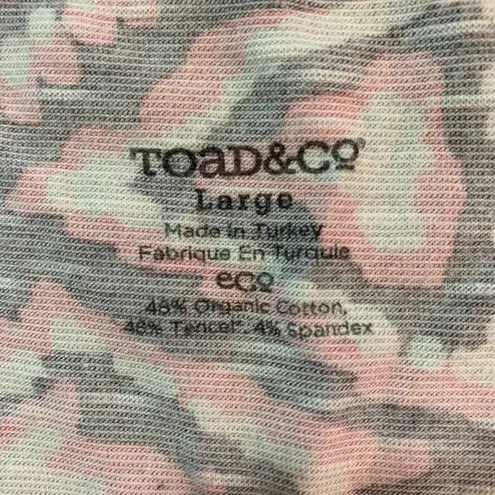 TOAD&CO
Large
Made In Turkey
Fabrique En Turquie
eco
48% Organic Cotton,
48% Tencel®, 4% Spandex